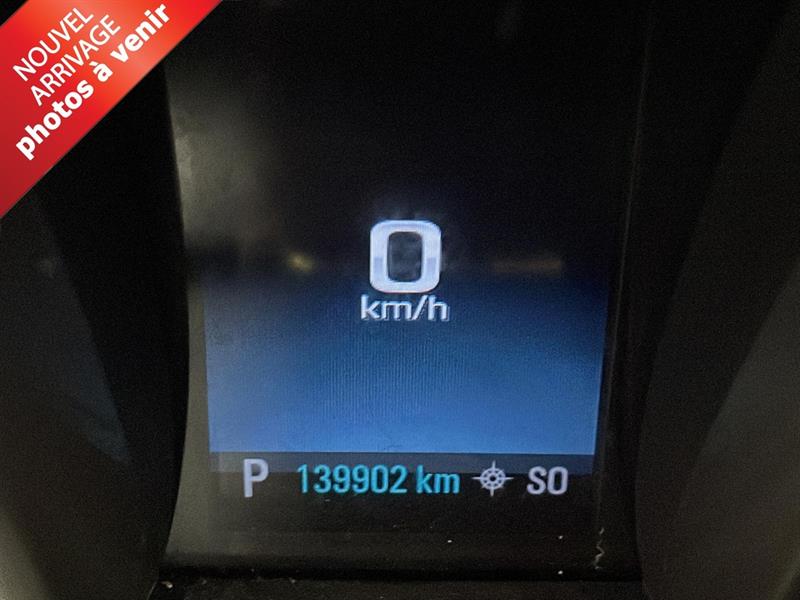 NOUVEL
ARRIVAGE
photos à venir
0
km/h
P 139902 km SO